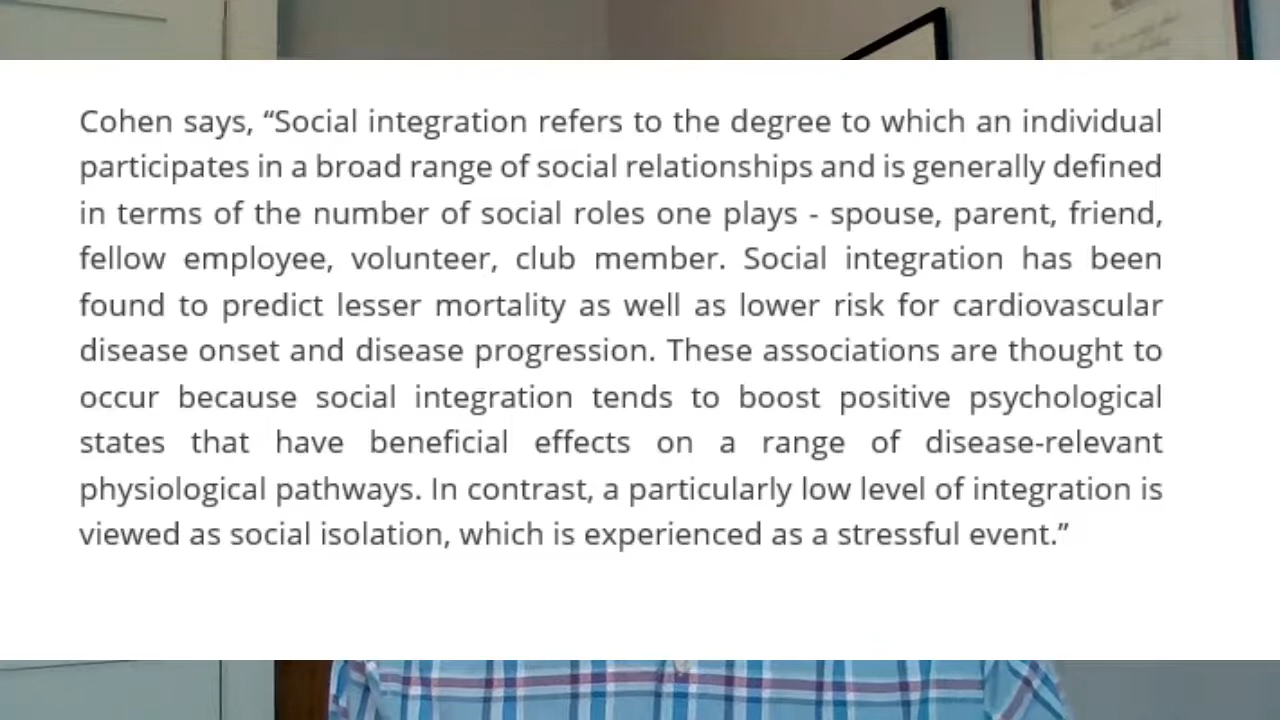 Cohen says, “Social integration refers to the degree to which an individual
participates in a broad range of social relationships and is generally defined
in terms of the number of social roles one plays - spouse, parent, friend,
fellow employee, volunteer, club member. Social integration has been
found to predict lesser mortality as well as lower risk for cardiovascular
disease onset and disease progression. These associations are thought to
occur because social integration tends to boost positive psychological
states that have beneficial effects on a range of disease-relevant
physiological pathways. In contrast, a particularly low level of integration is
viewed as social isolation, which is experienced as a stressful event.”